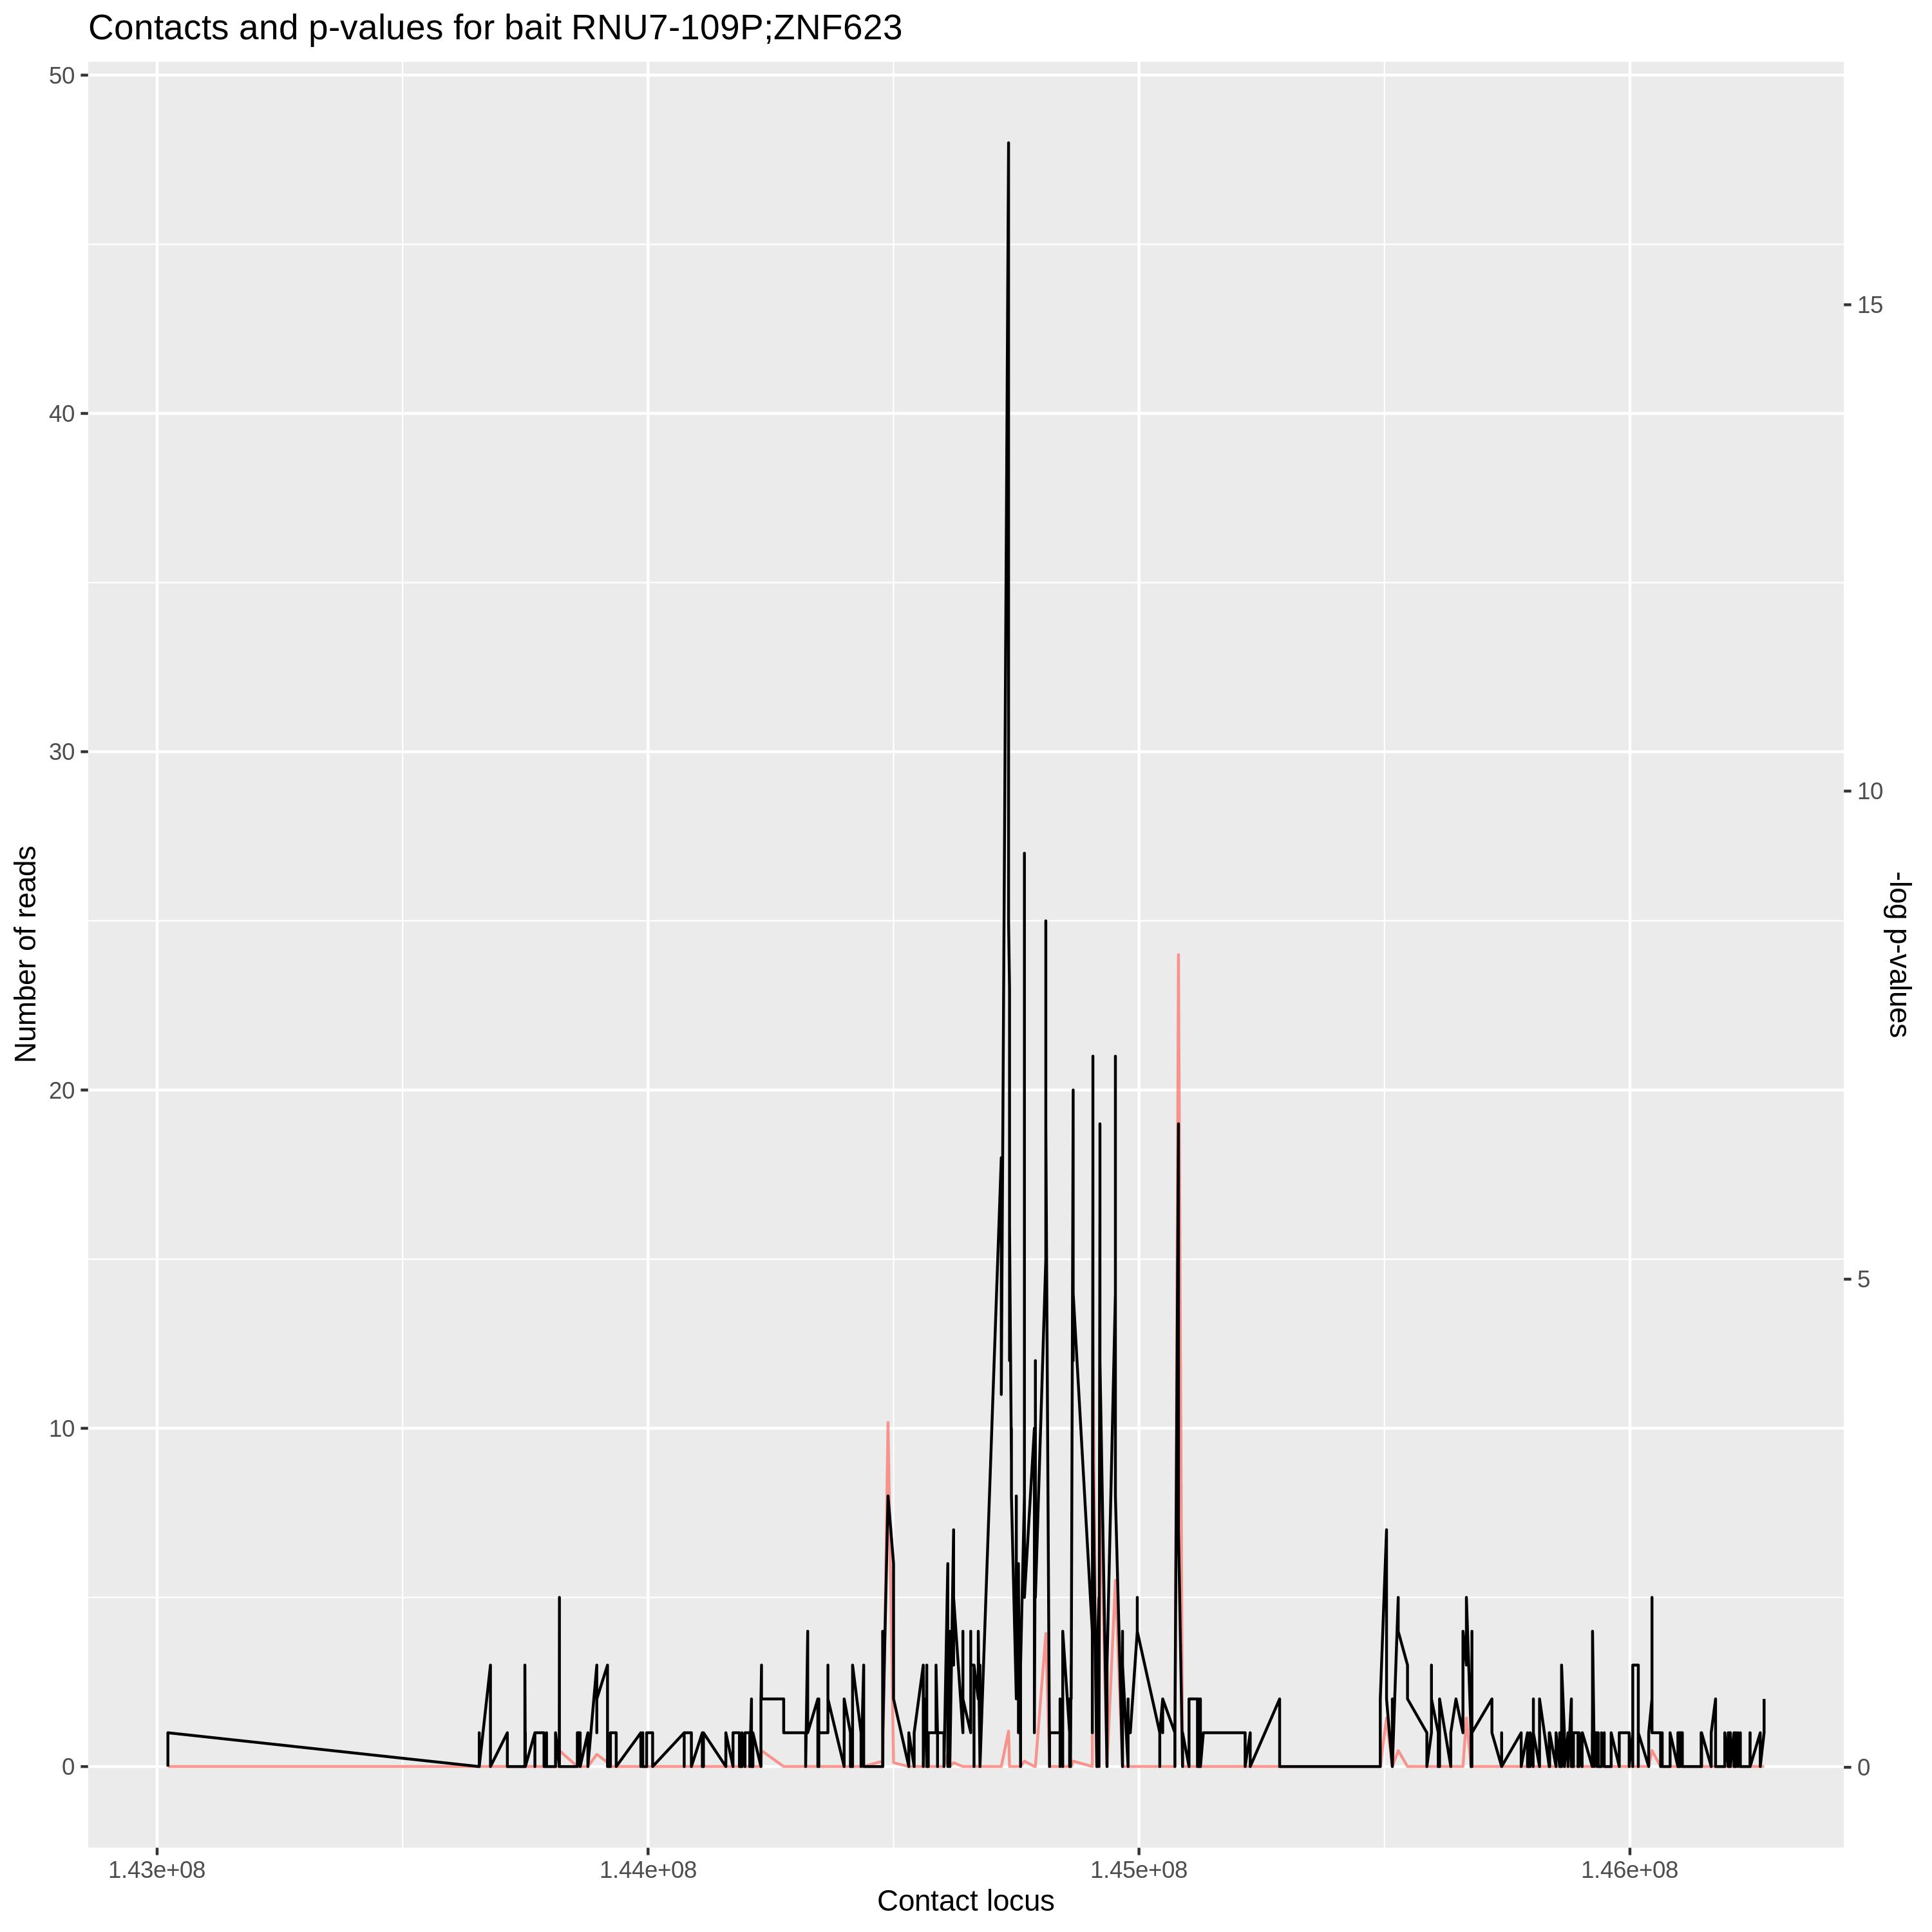 Contacts and p-values for bait RNU7-109P;ZNF623
50
40
30
20
10
0
Number of reads
15
10
5
0
-log p-values
1.43e+08
1.44e+08
1.45e+08
1.46e+08
Contact locus